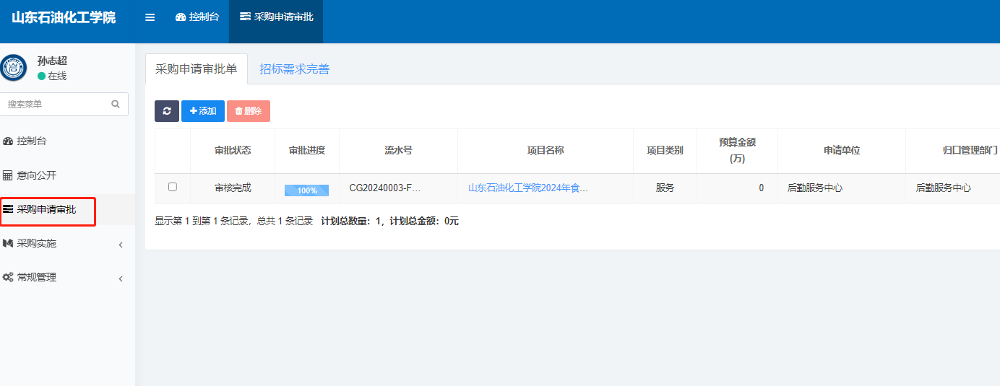 山东石油化工学院
控制台
采购申请审批
孙志超
在线
搜索菜单
控制台
意向公开
采购申请审批
采购实施
常规管理
采购申请审批单 招标需求完善
添加 删除
审批状态 审批进度 流水号 项目名称 项目类别 预算金额(万) 申请单位 归口管理部门
审核完成 100% CG20240003-F... 山东石油化工学院2024年食... 服务 0 后勤服务中心 后勤服务中心
显示第 1 到第 1 条记录，总共 1 条记录 计划总数量：1，计划总金额：0元